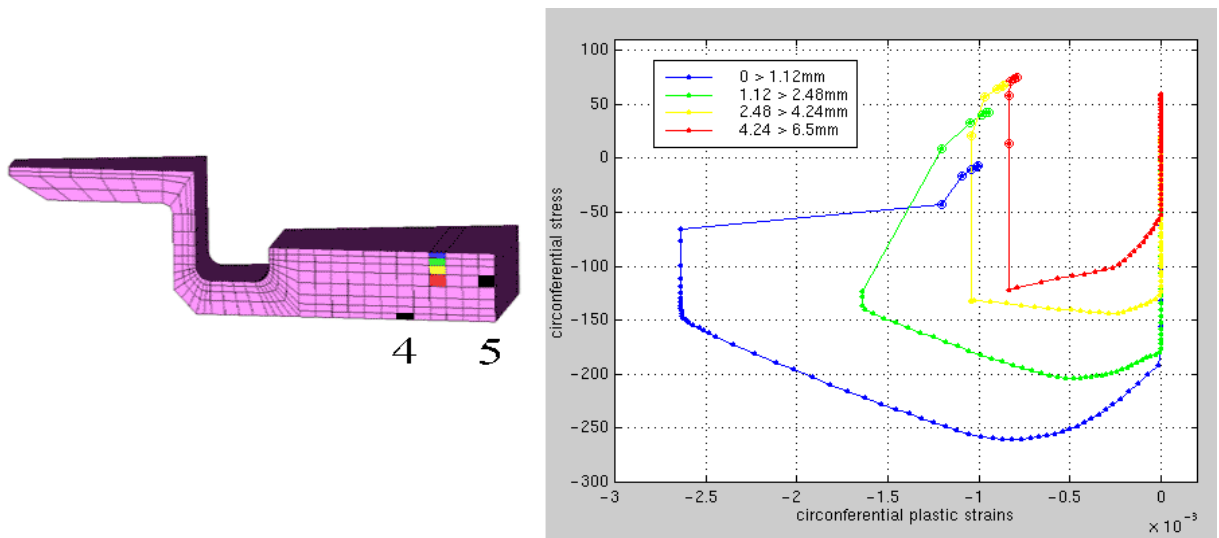 4 5
100
50
0
−50
−100
−150
−200
−250
−300
circonferential stress
0 > 1.12mm
1.12 > 2.48mm
2.48 > 4.24mm
4.24 > 6.5mm
−3 −2.5 −2 −1.5 −1 −0.5 0
circonferential plastic strains
× 10⁻³